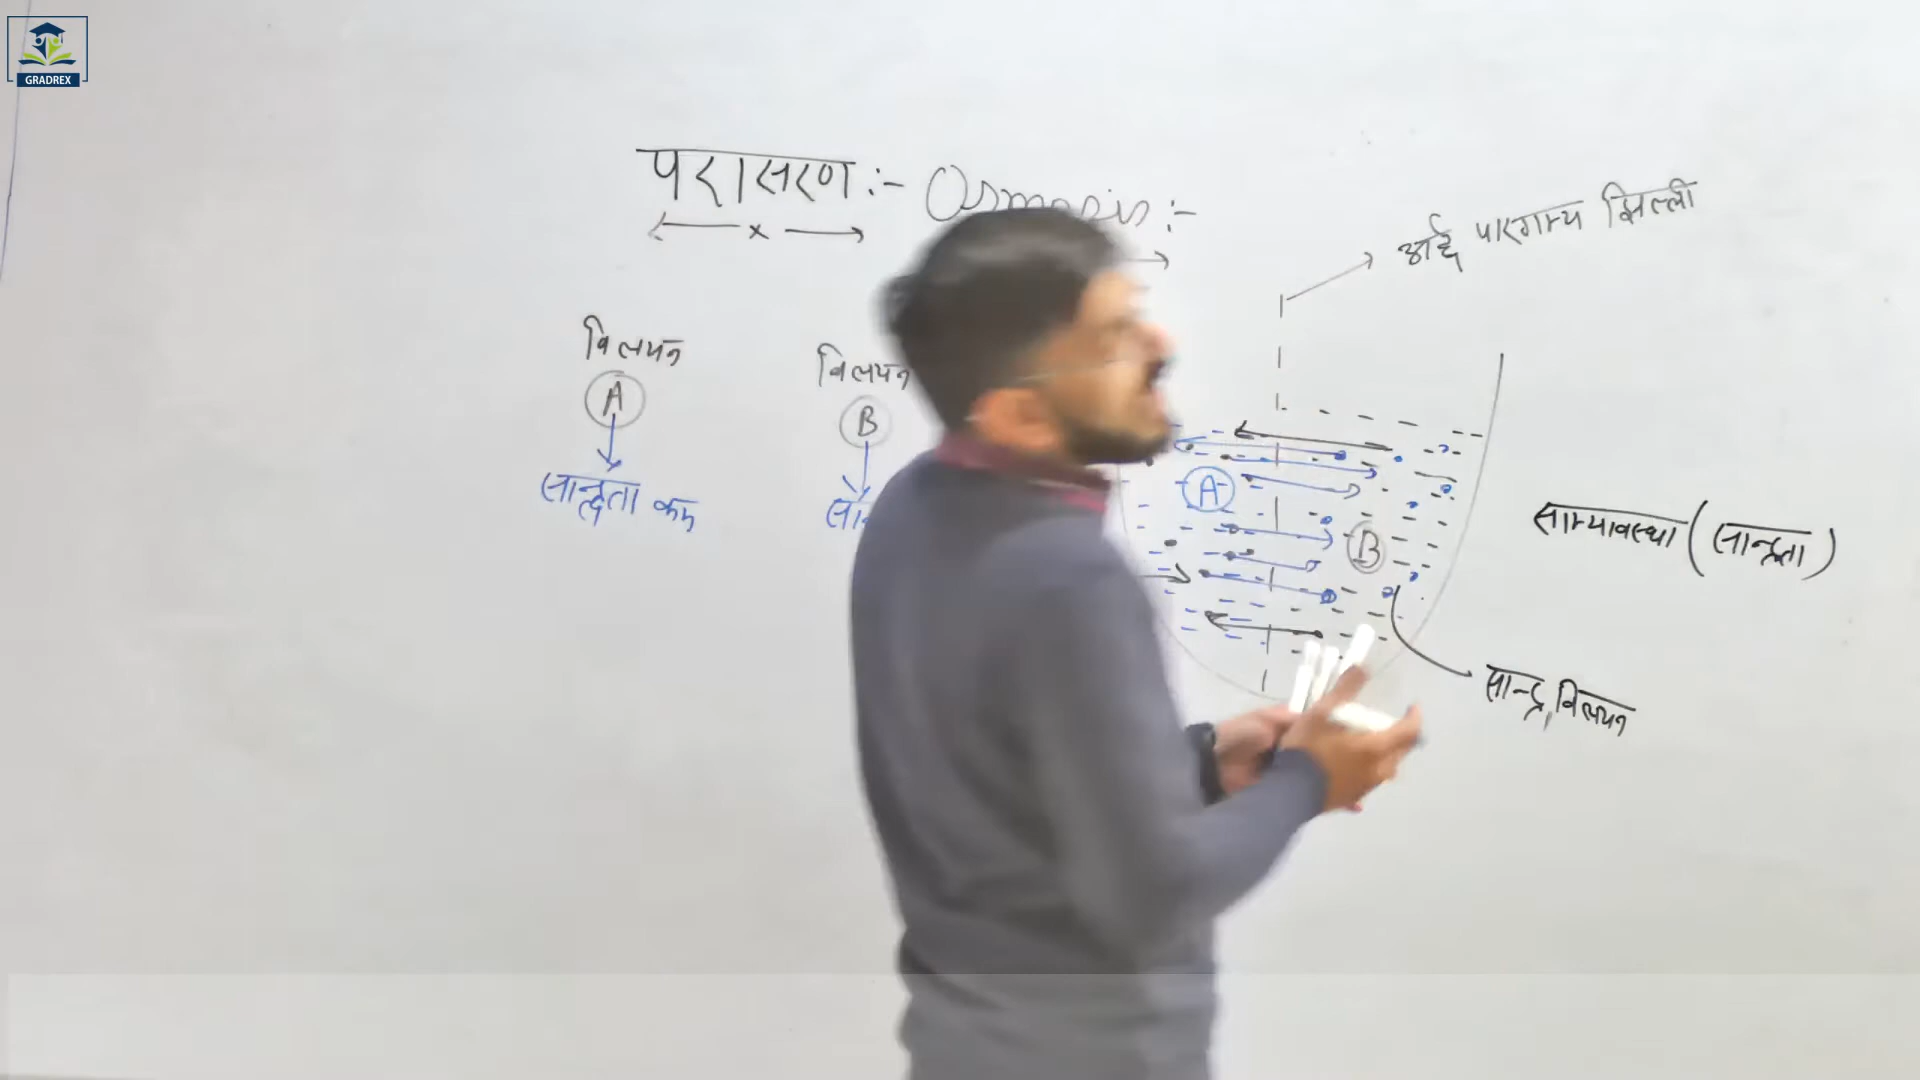 GRADREX
परासरण :- Osmosis :-
अर्द्ध पारगम्य झिल्ली
विलयन
A
सान्द्रता कम
विलयन
B
सा
A
B
साम्यावस्था (सान्द्रता)
सान्द्र विलयन